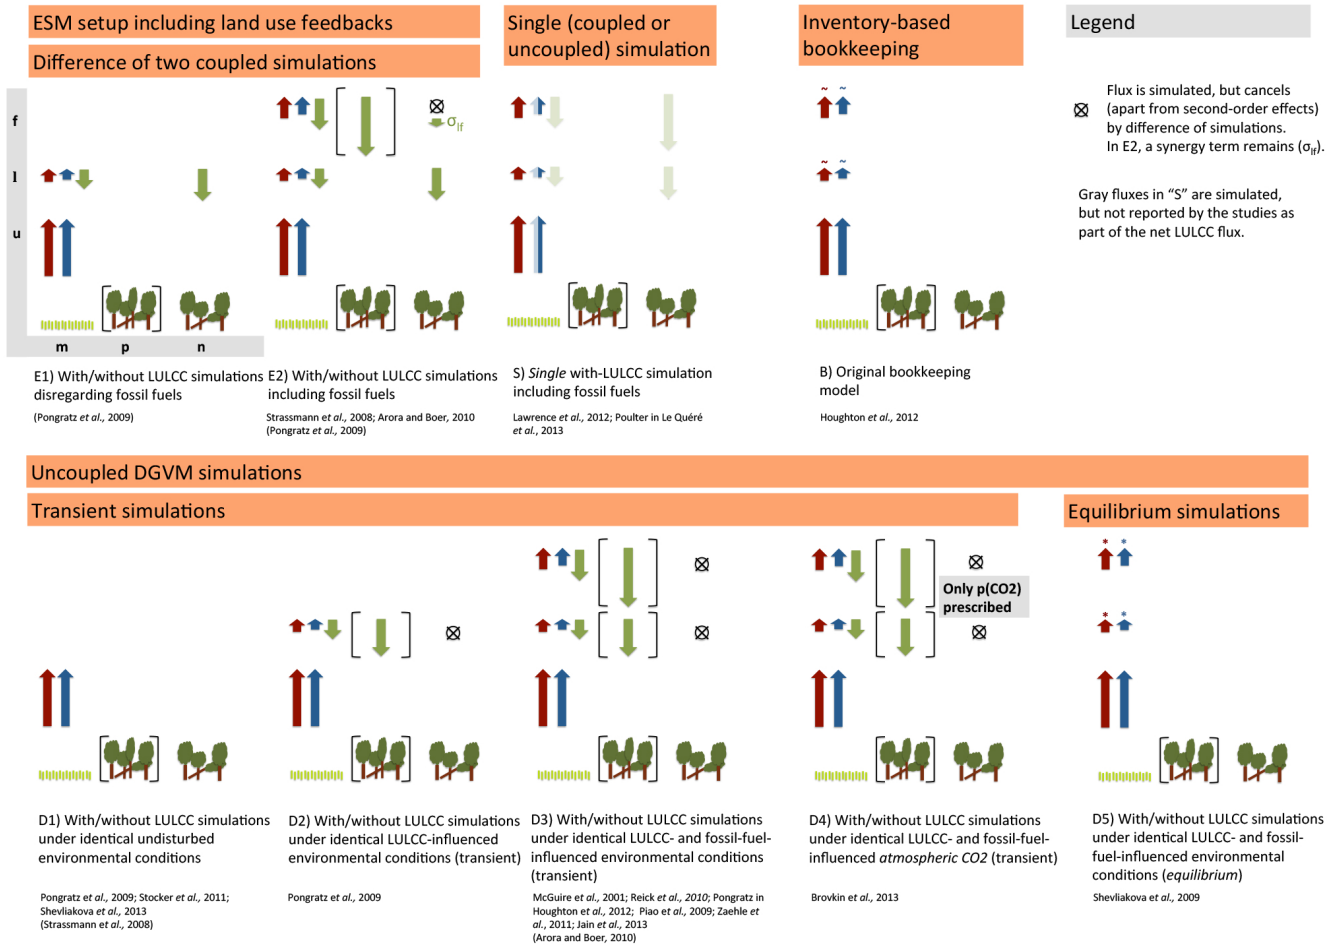 ESM setup including land use feedbacks
Difference of two coupled simulations
Single (coupled or
uncoupled) simulation
Inventory-based
bookkeeping
Legend
f
l
u
m
p
n
σlf
~ ~
~ ~
Flux is simulated, but cancels
(apart from second-order effects)
by difference of simulations.
In E2, a synergy term remains (σlf).
Gray fluxes in “S” are simulated,
but not reported by the studies as
part of the net LULCC flux.
E1) With/without LULCC simulations
disregarding fossil fuels
(Pongratz et al., 2009)
E2) With/without LULCC simulations
including fossil fuels
Strassmann et al., 2008; Arora and Boer, 2010
(Pongratz et al., 2009)
S) Single with-LULCC simulation
including fossil fuels
Lawrence et al., 2012; Poulter in Le Quéré
et al., 2013
B) Original bookkeeping
model
Houghton et al., 2012
Uncoupled DGVM simulations
Transient simulations
Equilibrium simulations
Only p(CO2)
prescribed
* *
* *
D1) With/without LULCC simulations
under identical undisturbed
environmental conditions
Pongratz et al., 2009; Stocker et al., 2011;
Shevliakova et al., 2013
(Strassmann et al., 2008)
D2) With/without LULCC simulations
under identical LULCC-influenced
environmental conditions (transient)
Pongratz et al., 2009
D3) With/without LULCC simulations
under identical LULCC- and fossil-fuel-
influenced environmental conditions
(transient)
McGuire et al., 2001; Reick et al., 2010; Pongratz in
Houghton et al., 2012; Piao et al., 2009; Zaehle et
al., 2011; Jain et al., 2013
(Arora and Boer, 2010)
D4) With/without LULCC simulations
under identical LULCC- and fossil-fuel-
influenced atmospheric CO2 (transient)
Brovkin et al., 2013
D5) With/without LULCC simulations
under identical LULCC- and fossil-
fuel-influenced environmental
conditions (equilibrium)
Shevliakova et al., 2009